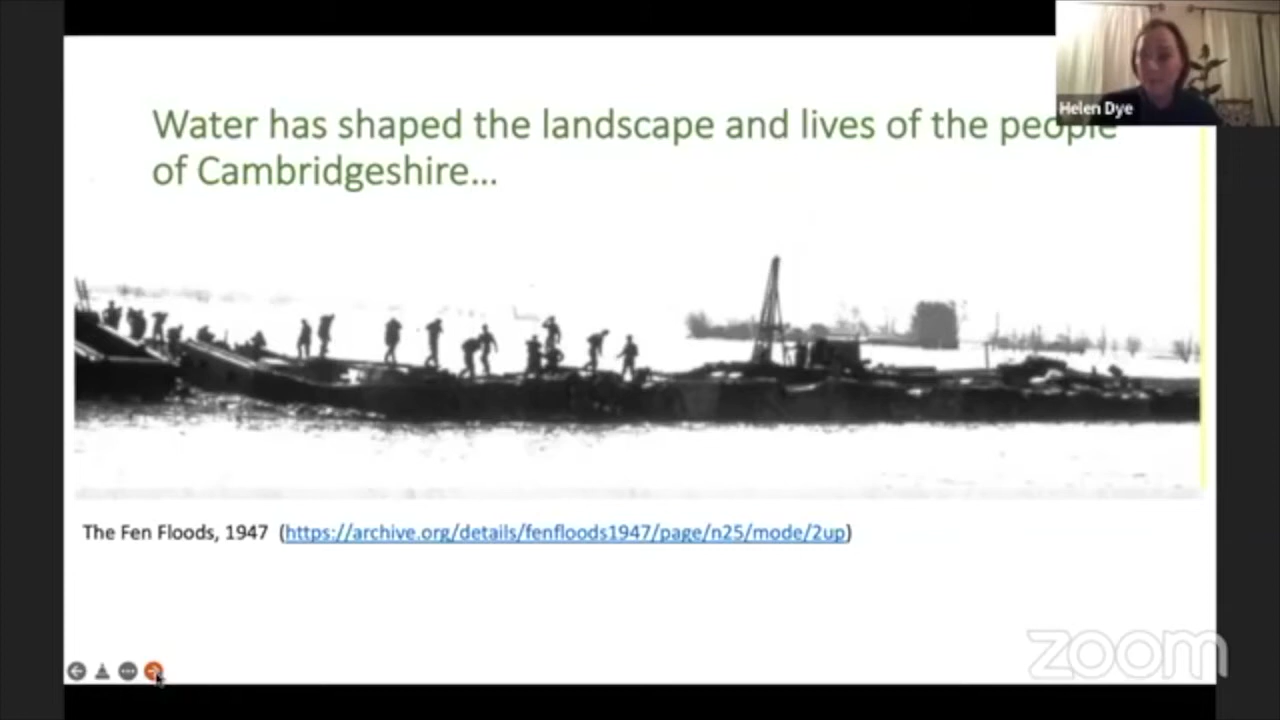 Helen Dye
Water has shaped the landscape and lives of the people
of Cambridgeshire...
The Fen Floods, 1947 (https://archive.org/details/fenfloods1947/page/n25/mode/2up)
zoom